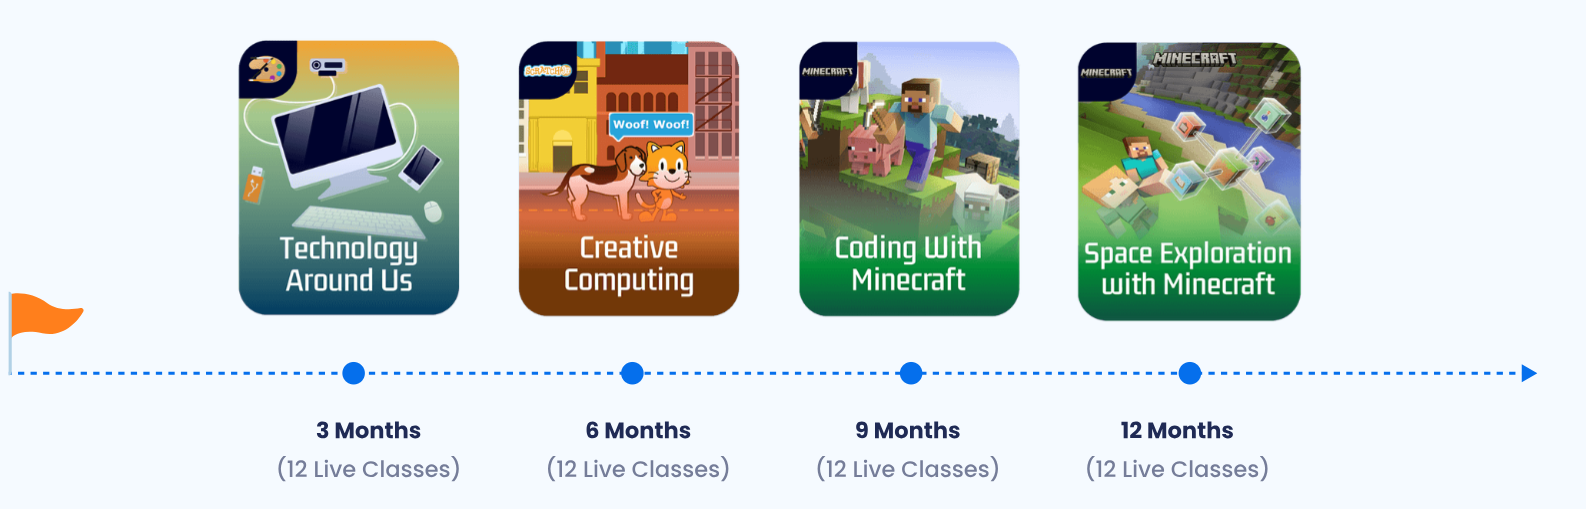 Technology
Around Us
SCRATCH
Woof! Woof!
Creative
Computing
MINECRAFT
Coding With
Minecraft
MINECRAFT
MINECRAFT
Space Exploration
with Minecraft
3 Months
(12 Live Classes)
6 Months
(12 Live Classes)
9 Months
(12 Live Classes)
12 Months
(12 Live Classes)